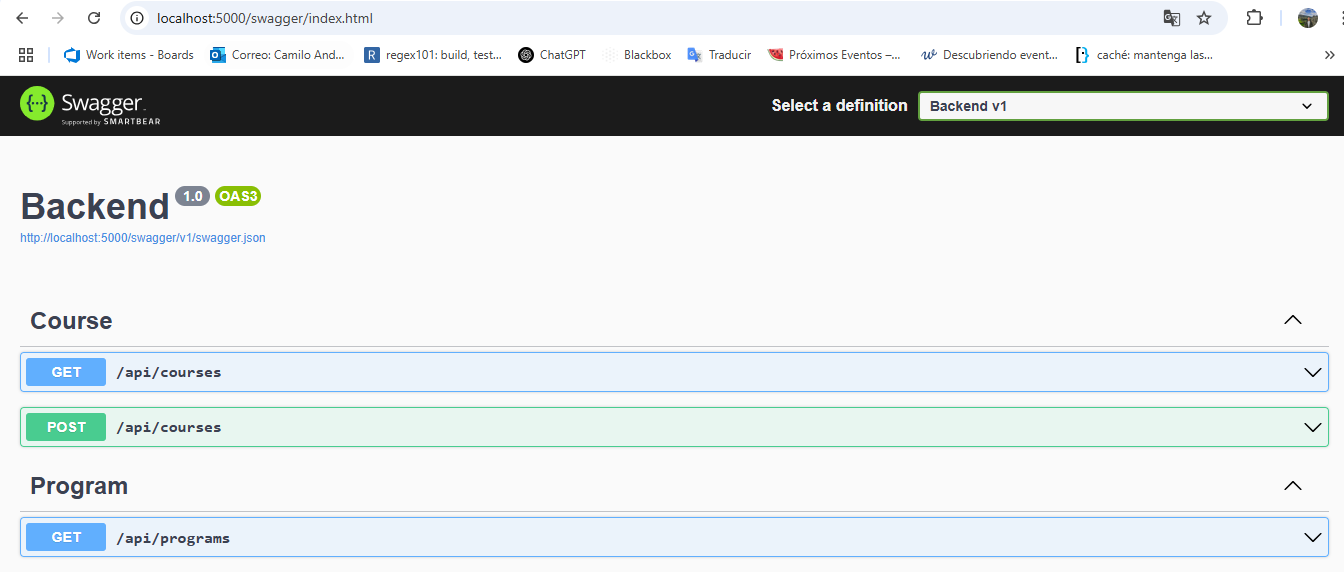 localhost:5000/swagger/index.html
Work items - Boards Correo: Camilo And... regex101: build, test... ChatGPT Blackbox Traducir Próximos Eventos –... Descubriendo event... caché: mantenga las...
Swagger
Supported by SMARTBEAR
Select a definition Backend v1
Backend 1.0 OAS3
http://localhost:5000/swagger/v1/swagger.json
Course
GET /api/courses
POST /api/courses
Program
GET /api/programs